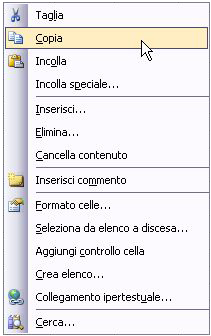 Taglia
Copia
Incolla
Incolla speciale...
Inserisci...
Elimina...
Cancella contenuto
Inserisci commento
Formato celle...
Seleziona da elenco a discesa...
Aggiungi controllo cella
Crea elenco...
Collegamento ipertestuale...
Cerca...